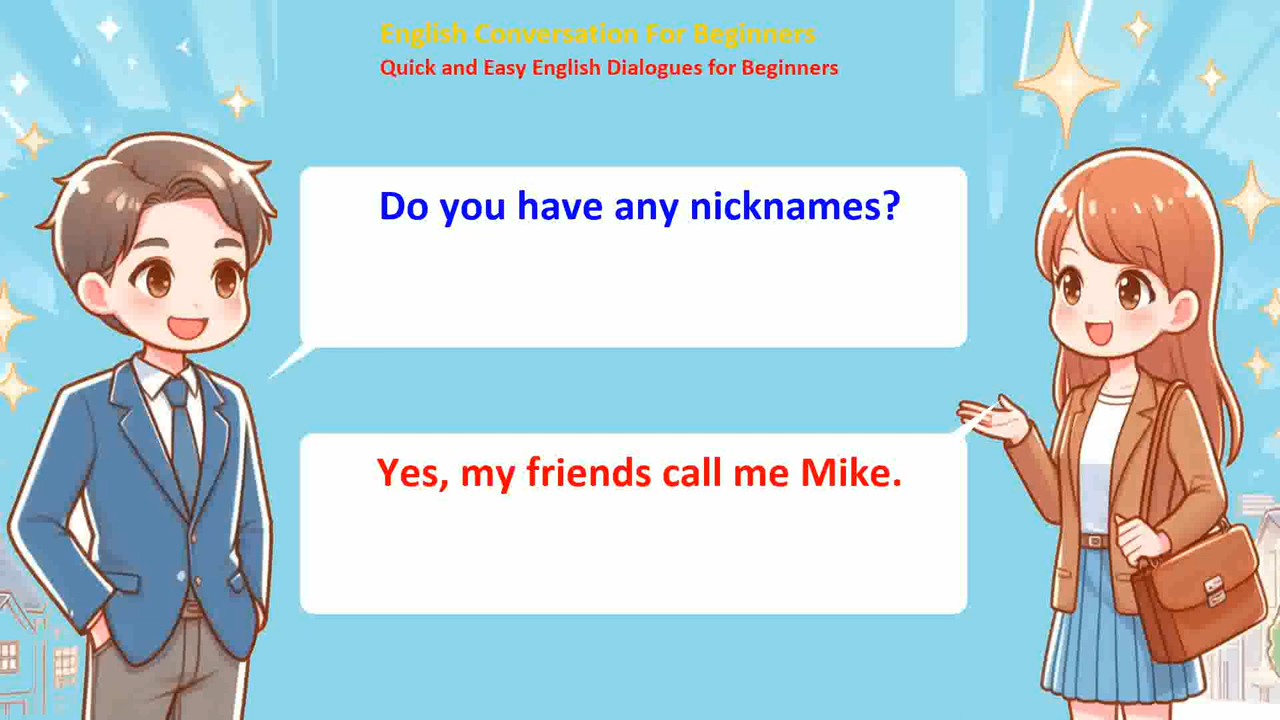 English Conversation For Beginners
Quick and Easy English Dialogues for Beginners
Do you have any nicknames?
Yes, my friends call me Mike.